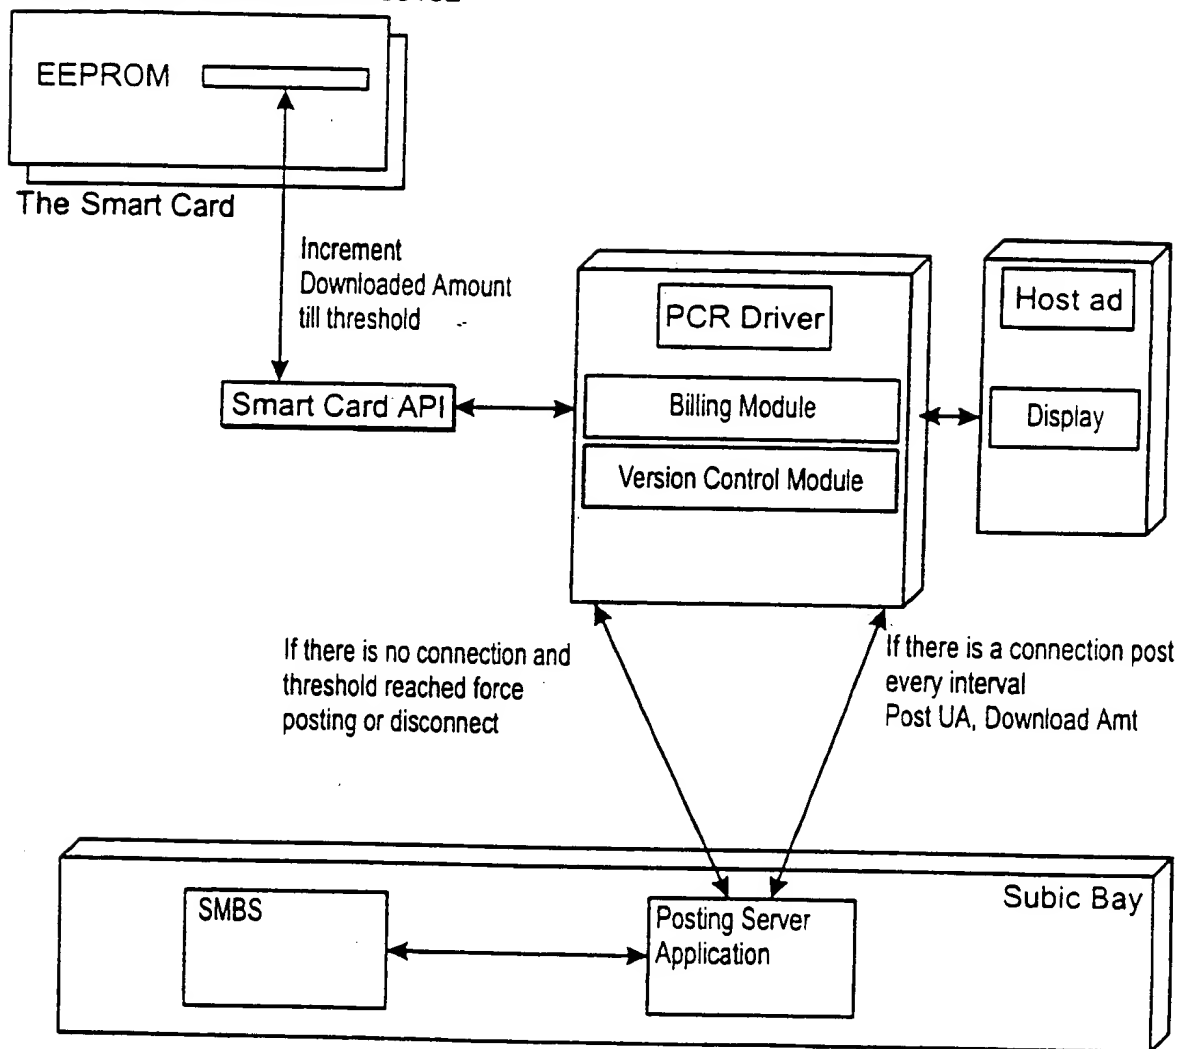 EEPROM
The Smart Card
Increment
Downloaded Amount
till threshold
PCR Driver
Host ad
Smart Card API
Billing Module
Display
Version Control Module
If there is no connection and
threshold reached force
posting or disconnect
If there is a connection post
every interval
Post UA, Download Amt
Subic Bay
SMBS
Posting Server
Application